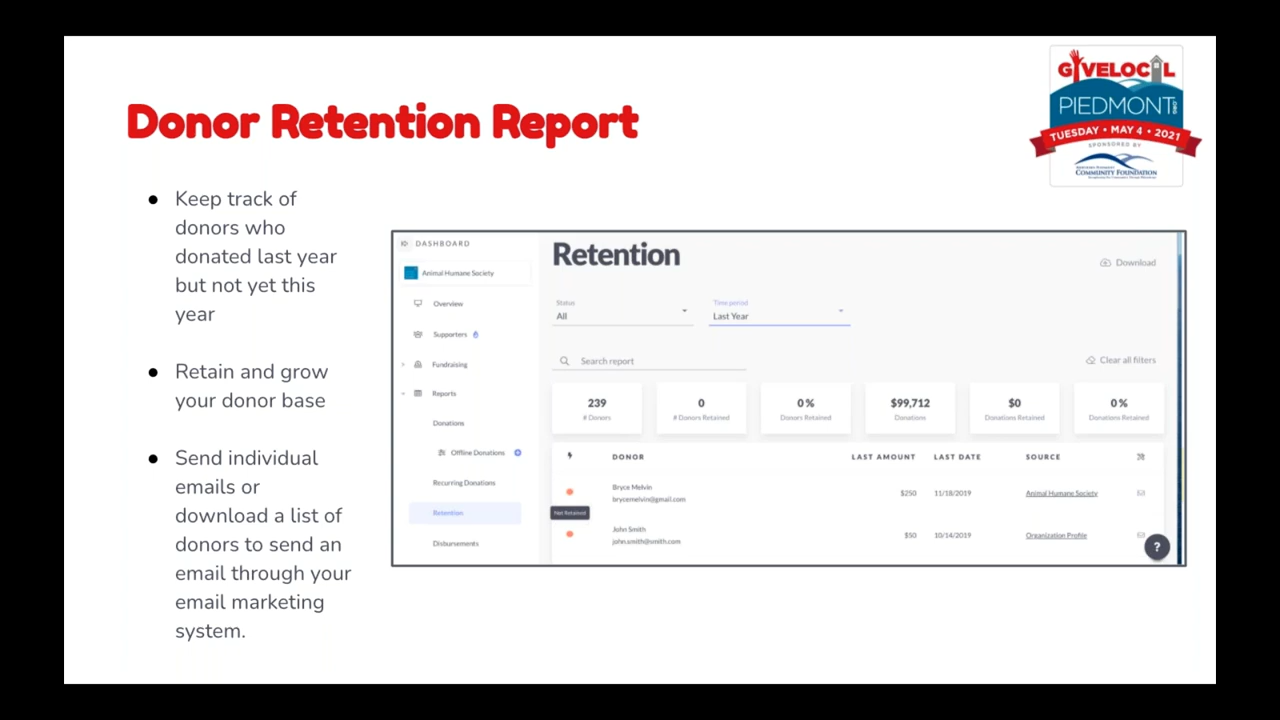 GIVELOCAL
PIEDMONT.ORG
TUESDAY • MAY 4 • 2021
SPONSORED BY
COMMUNITY FOUNDATION
Donor Retention Report
● Keep track of
donors who
donated last year
but not yet this
year
● Retain and grow
your donor base
● Send individual
emails or
download a list of
donors to send an
email through your
email marketing
system.
DASHBOARD
Animal Humane Society
Overview
Supporters
Fundraising
Reports
Donations
Offline Donations
Recurring Donations
Retention
Disbursements
Retention
Download
Status
All
Time period
Last Year
Search report
Clear all filters
239
# Donors
0
# Donors Retained
0%
Donors Retained
$99,712
Donations
$0
Donations Retained
0%
Donations Retained
DONOR LAST AMOUNT LAST DATE SOURCE
Bryce Melvin
brycemelvin@gmail.com
$250 11/18/2019 Animal Humane Society
Not Retained
John Smith
john.smith@smith.com
$50 10/14/2019 Organization Profile
?